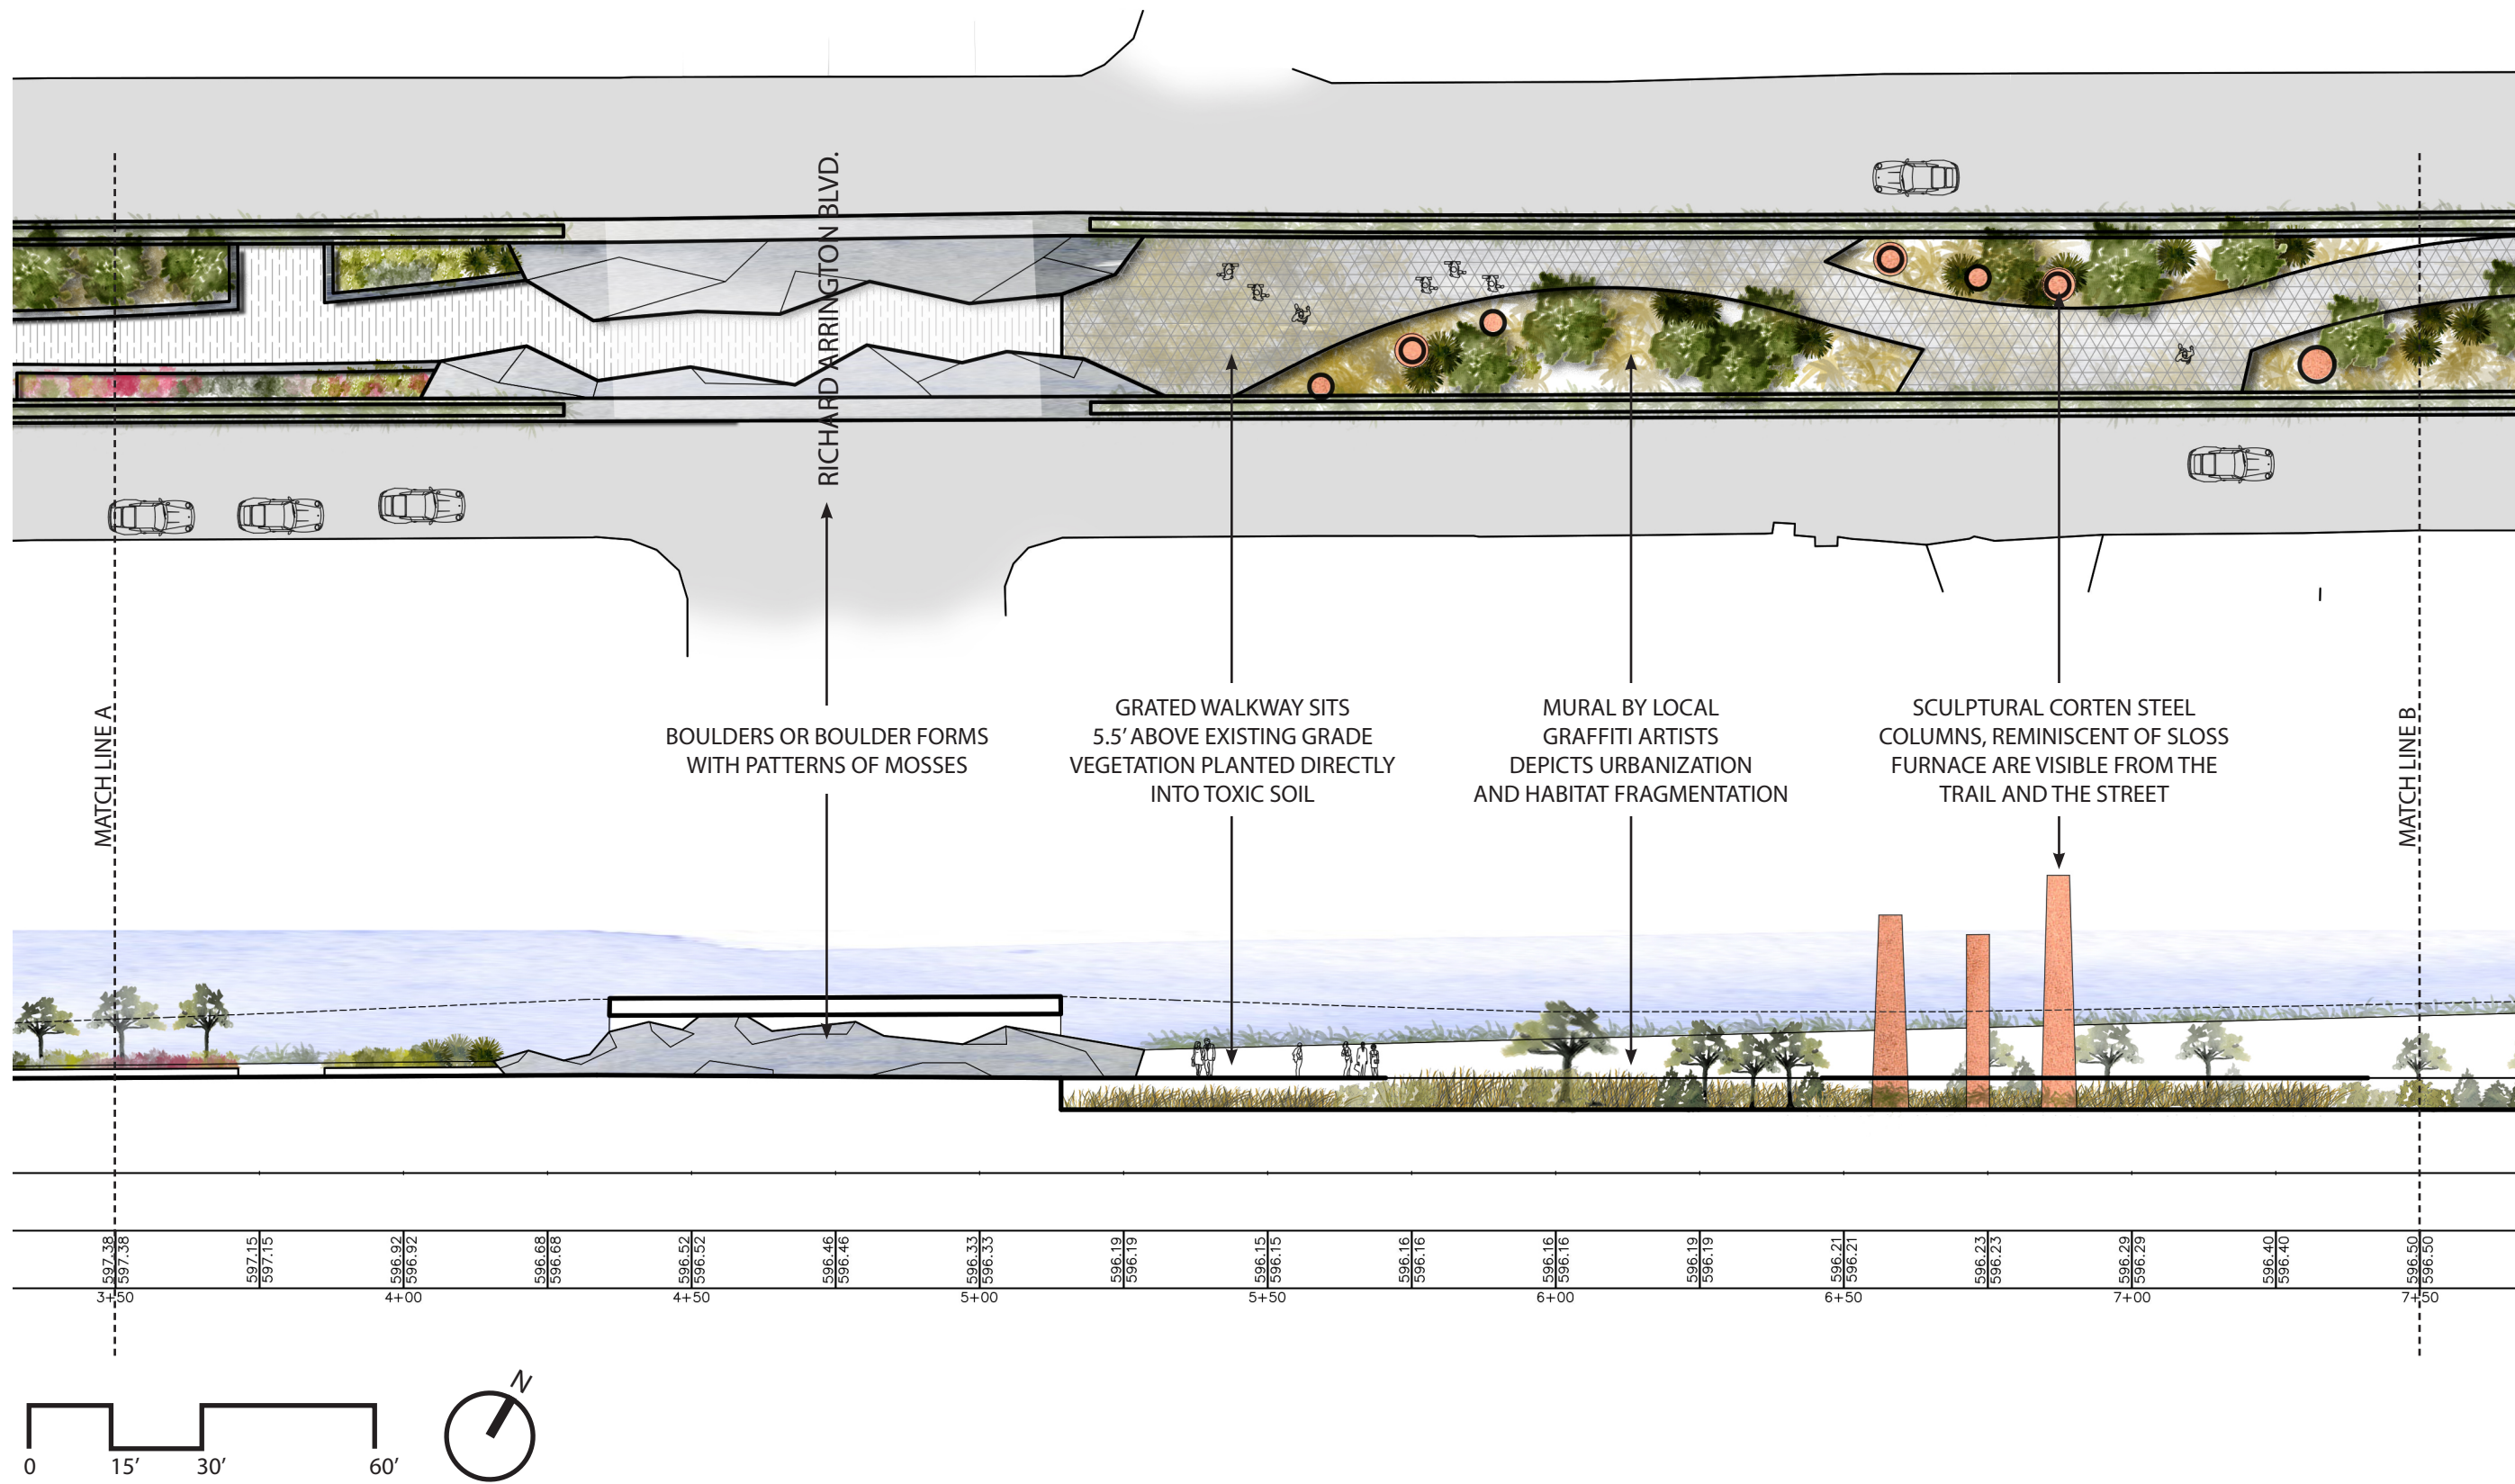 RICHARD ARRINGTON BLVD.
MATCH LINE A
BOULDERS OR BOULDER FORMS
WITH PATTERNS OF MOSSES
GRATED WALKWAY SITS
5.5' ABOVE EXISTING GRADE
VEGETATION PLANTED DIRECTLY
INTO TOXIC SOIL
MURAL BY LOCAL
GRAFFITI ARTISTS
DEPICTS URBANIZATION
AND HABITAT FRAGMENTATION
SCULPTURAL CORTEN STEEL
COLUMNS, REMINISCENT OF SLOSS
FURNACE ARE VISIBLE FROM THE
TRAIL AND THE STREET
MATCH LINE B
597.38
597.38
597.15
597.15
596.92
596.92
596.68
596.68
596.52
596.52
596.46
596.46
596.33
596.33
596.19
596.19
596.15
596.15
596.16
596.16
596.16
596.16
596.19
596.19
596.21
596.21
596.23
596.23
596.29
596.29
596.40
596.40
596.50
596.50
3+50 4+00 4+50 5+00 5+50 6+00 6+50 7+00 7+50
N
0 15' 30' 60'